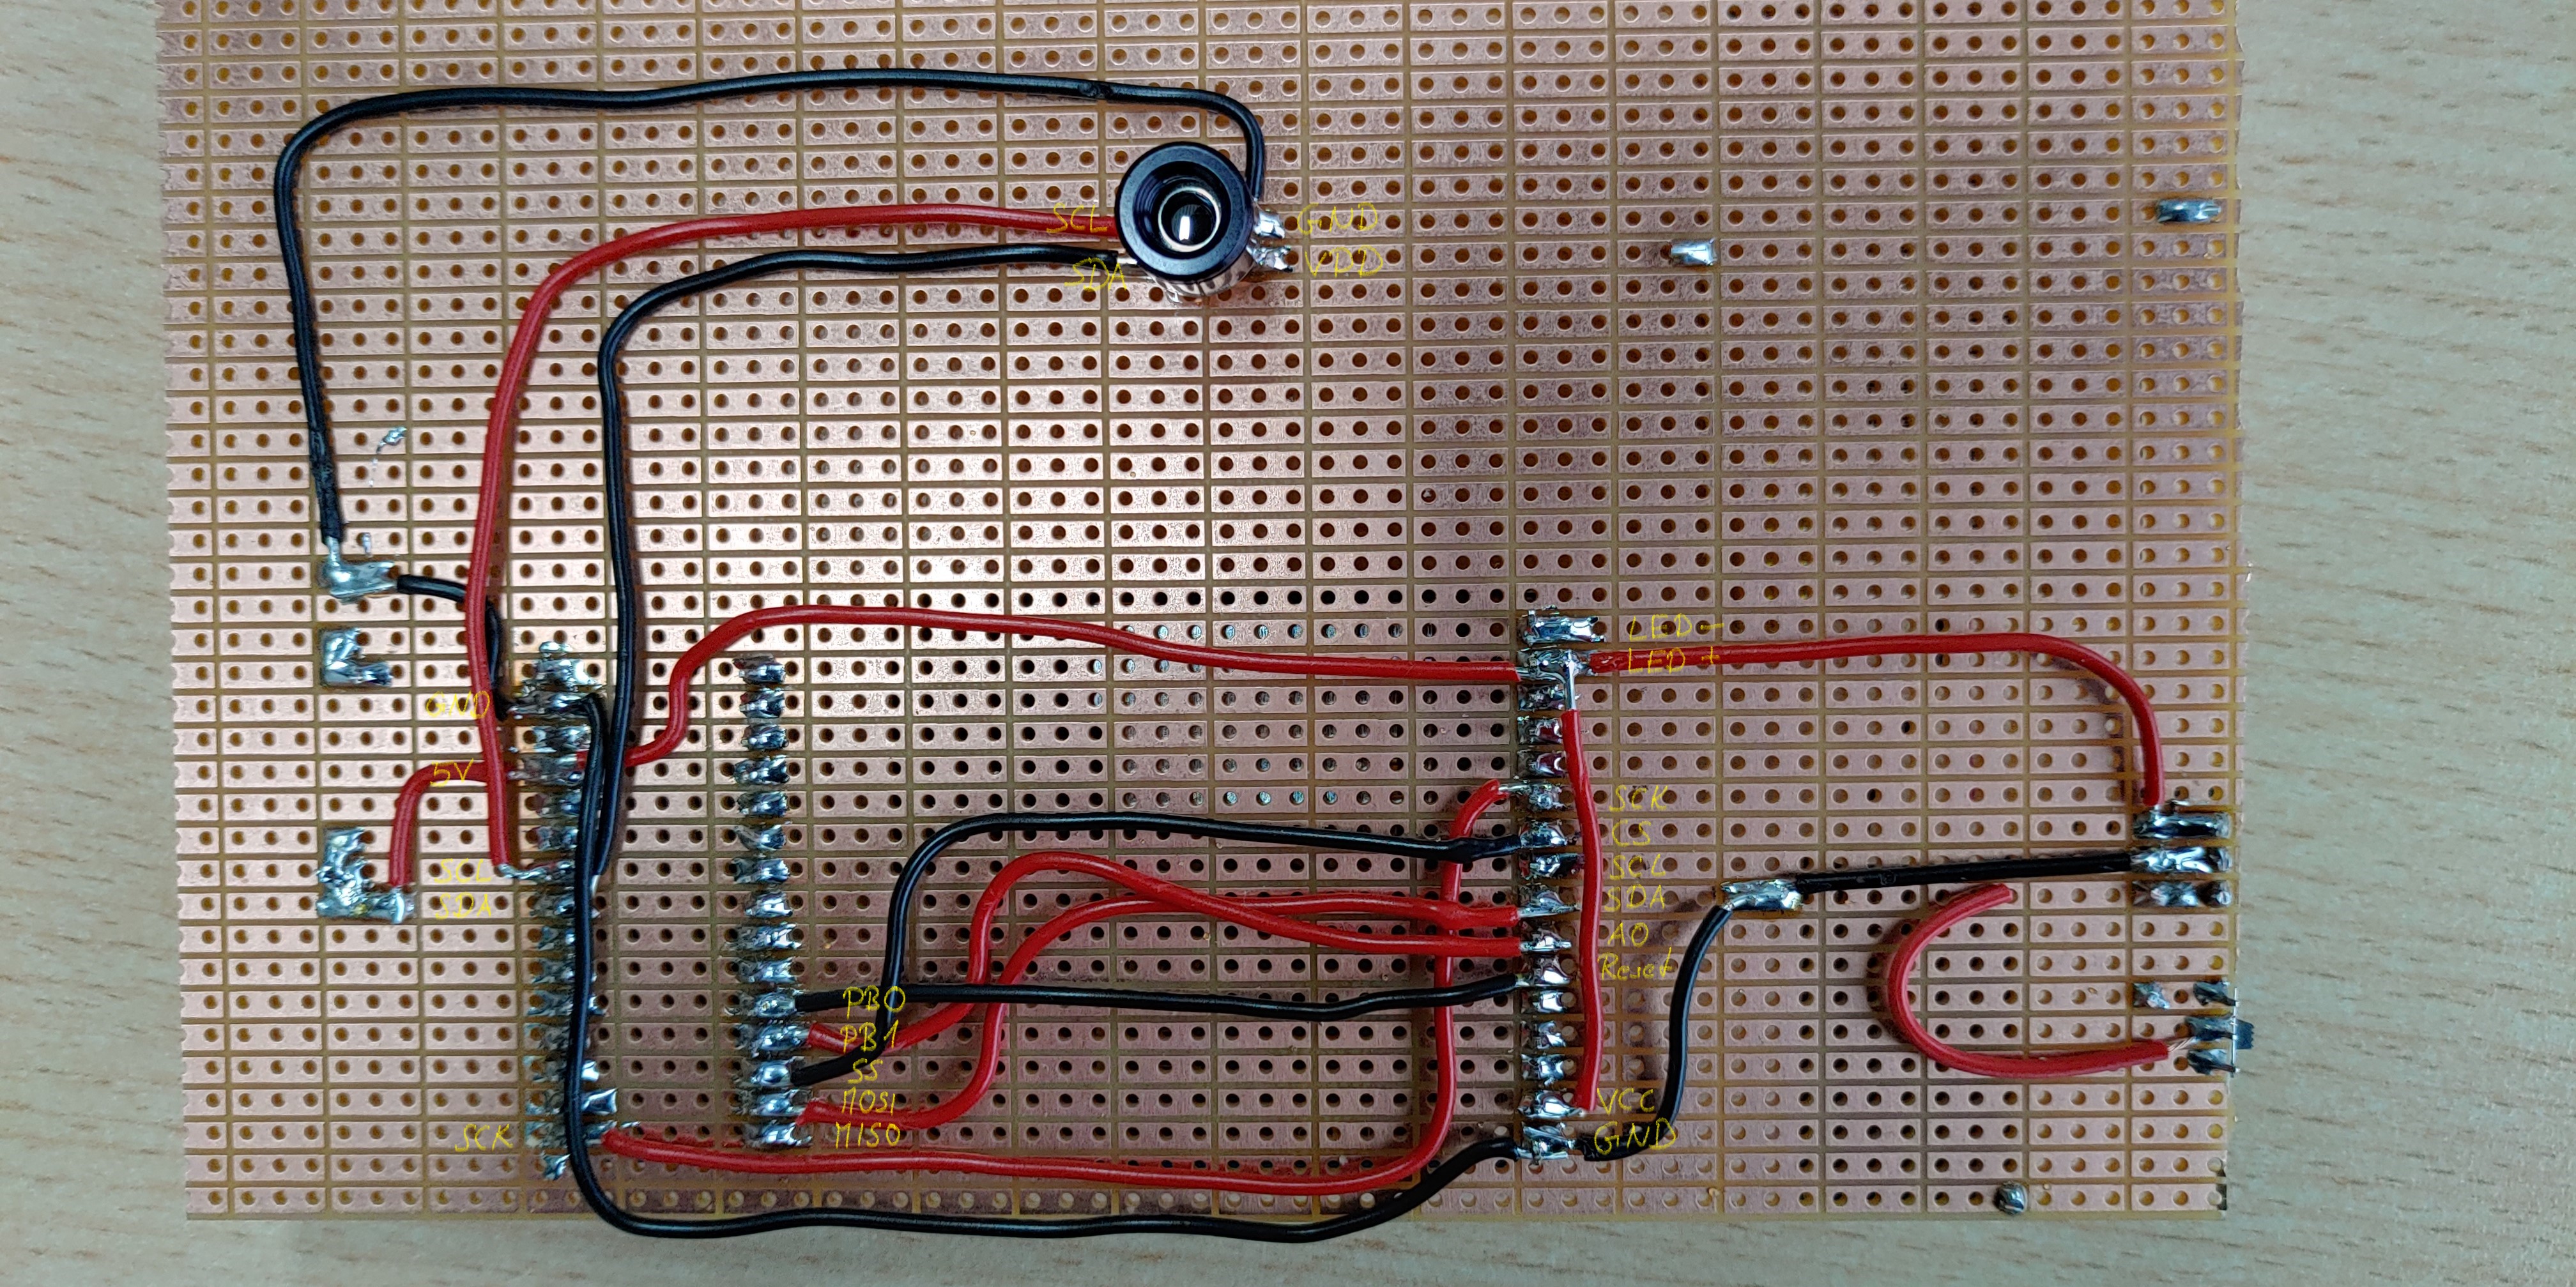 SCL
GND
SDA
VDD
LED-
LED +
GND
5V
SCK
CS
SCL
SDA
A0
Reset
SCL
SDA
PB0
PB1
SS
MOSI
MISO
SCK
VCC
GND